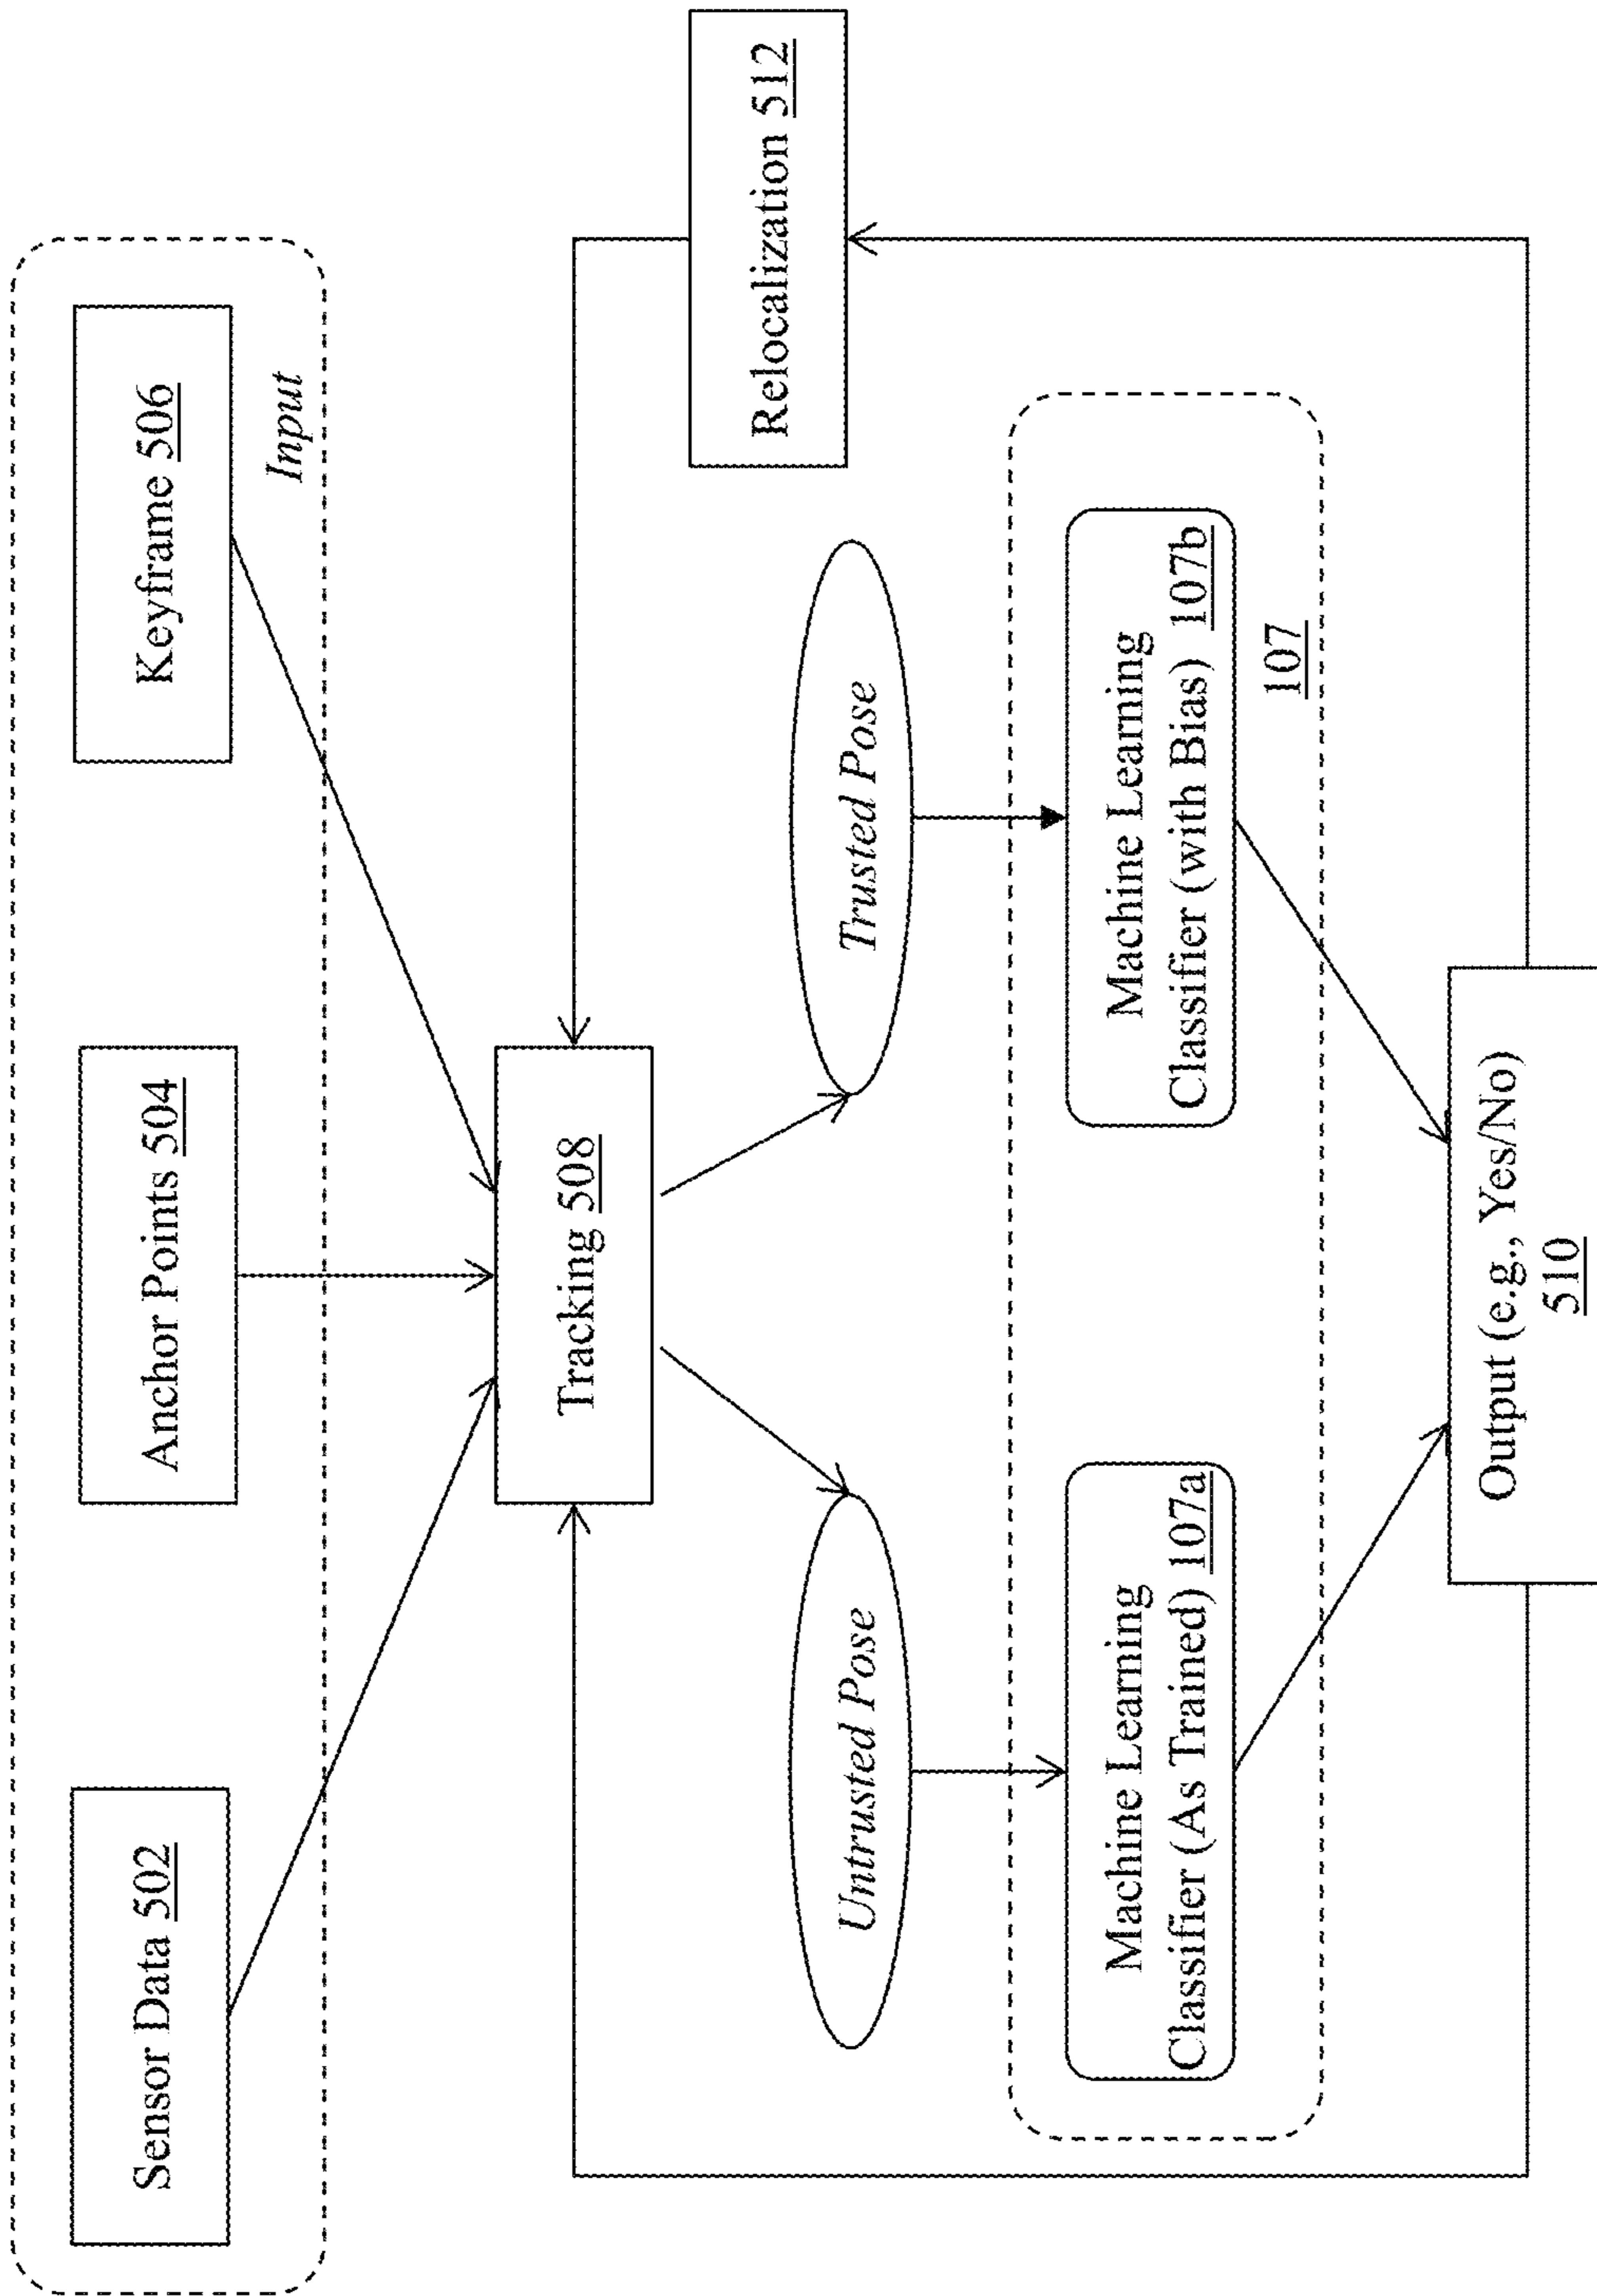 Sensor Data 502
Anchor Points 504
Keyframe 506
Input
Tracking 508
Relocalization 512
Untrusted Pose
Trusted Pose
Machine Learning
Classifier (As Trained) 107a
Machine Learning
Classifier (with Bias) 107b
107
Output (e.g., Yes/No)
510